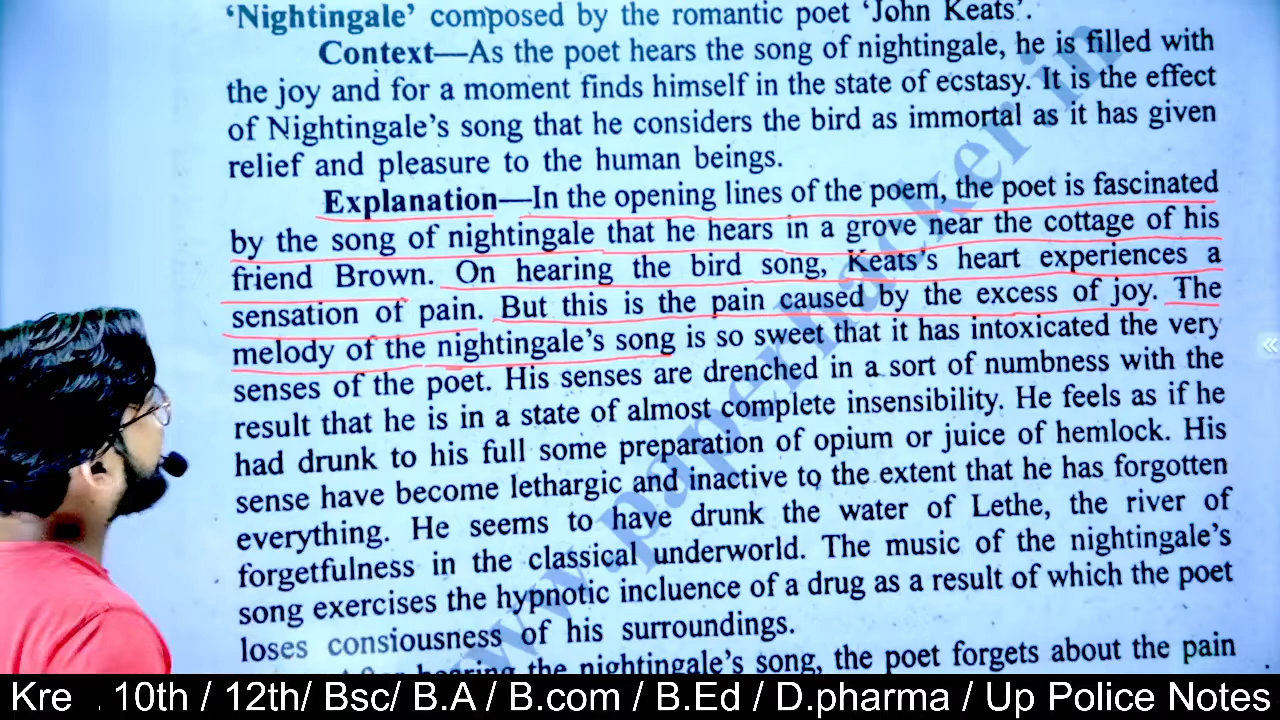 'Nightingale' composed by the romantic poet 'John Keats'.
Context—As the poet hears the song of nightingale, he is filled with
the joy and for a moment finds himself in the state of ecstasy. It is the effect
of Nightingale's song that he considers the bird as immortal as it has given
relief and pleasure to the human beings.
Explanation—In the opening lines of the poem, the poet is fascinated
by the song of nightingale that he hears in a grove near the cottage of his
friend Brown. On hearing the bird song, Keats's heart experiences a
sensation of pain. But this is the pain caused by the excess of joy. The
melody of the nightingale's song is so sweet that it has intoxicated the very
senses of the poet. His senses are drenched in a sort of numbness with the
result that he is in a state of almost complete insensibility. He feels as if he
had drunk to his full some preparation of opium or juice of hemlock. His
sense have become lethargic and inactive to the extent that he has forgotten
everything. He seems to have drunk the water of Lethe, the river of
forgetfulness in the classical underworld. The music of the nightingale's
song exercises the hypnotic incluence of a drug as a result of which the poet
loses consiousness of his surroundings.
hearing the nightingale's song, the poet forgets about the pain
www.paperhacker.in
Kre . 10th / 12th/ Bsc/ B.A / B.com / B.Ed / D.pharma / Up Police Notes